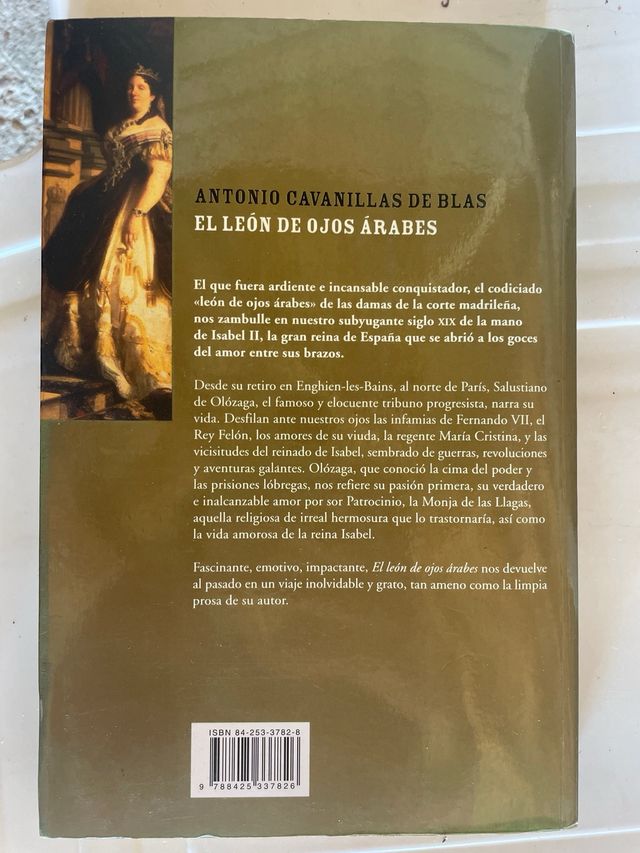 ANTONIO CAVANILLAS DE BLAS
EL LEÓN DE OJOS ÁRABES
El que fuera ardiente e incansable conquistador, el codiciado
«león de ojos árabes» de las damas de la corte madrileña,
nos zambulle en nuestro subyugante siglo XIX de la mano
de Isabel II, la gran reina de España que se abrió a los goces
del amor entre sus brazos.
Desde su retiro en Enghien-les-Bains, al norte de París, Salustiano
de Olózaga, el famoso y elocuente tribuno progresista, narra su
vida. Desfilan ante nuestros ojos las infamias de Fernando VII, el
Rey Felón, los amores de su viuda, la regente María Cristina, y las
vicisitudes del reinado de Isabel, sembrado de guerras, revoluciones
y aventuras galantes. Olózaga, que conoció la cima del poder y
las prisiones lóbregas, nos refiere su pasión primera, su verdadero
e inalcanzable amor por sor Patrocinio, la Monja de las Llagas,
aquella religiosa de irreal hermosura que lo trastornaría, así como
la vida amorosa de la reina Isabel.
Fascinante, emotivo, impactante, El león de ojos árabes nos devuelve
al pasado en un viaje inolvidable y grato, tan ameno como la limpia
prosa de su autor.
ISBN 84-253-3782-8
9 788425 337826